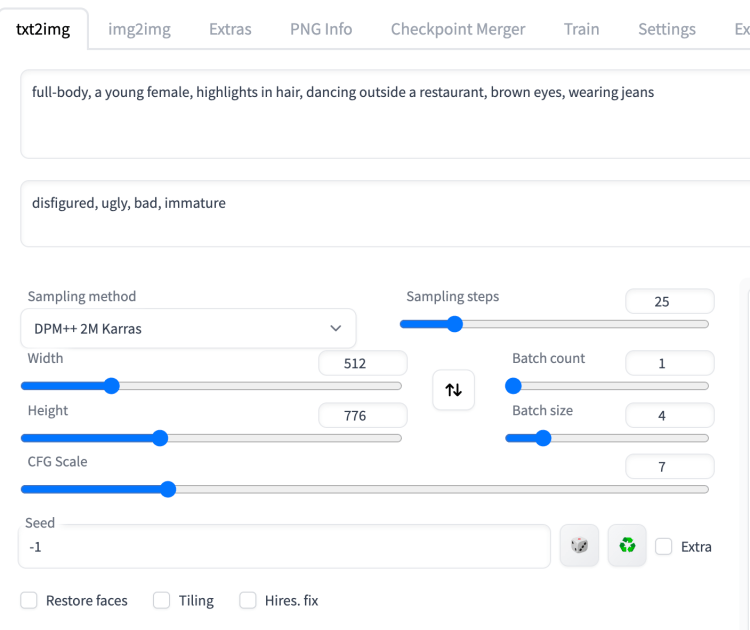 txt2img img2img Extras PNG Info Checkpoint Merger Train Settings Ex
full-body, a young female, highlights in hair, dancing outside a restaurant, brown eyes, wearing jeans
disfigured, ugly, bad, immature
Sampling method
DPM++ 2M Karras
Sampling steps 25
Width 512
Batch count 1
Height 776
Batch size 4
CFG Scale 7
Seed
-1
Extra
Restore faces Tiling Hires. fix